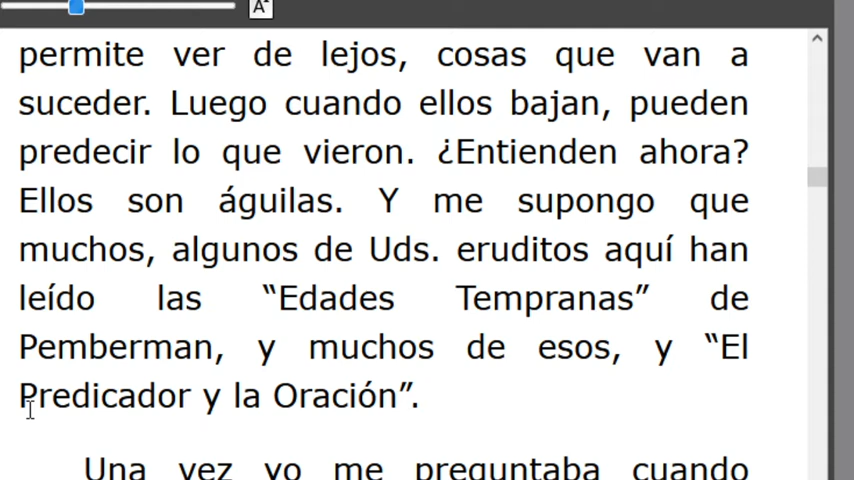 A
permite ver de lejos, cosas que van a
suceder. Luego cuando ellos bajan, pueden
predecir lo que vieron. ¿Entienden ahora?
Ellos son águilas. Y me supongo que
muchos, algunos de Uds. eruditos aquí han
leído las “Edades Tempranas” de
Pemberman, y muchos de esos, y “El
Predicador y la Oración”.
Una vez yo me preguntaba cuando